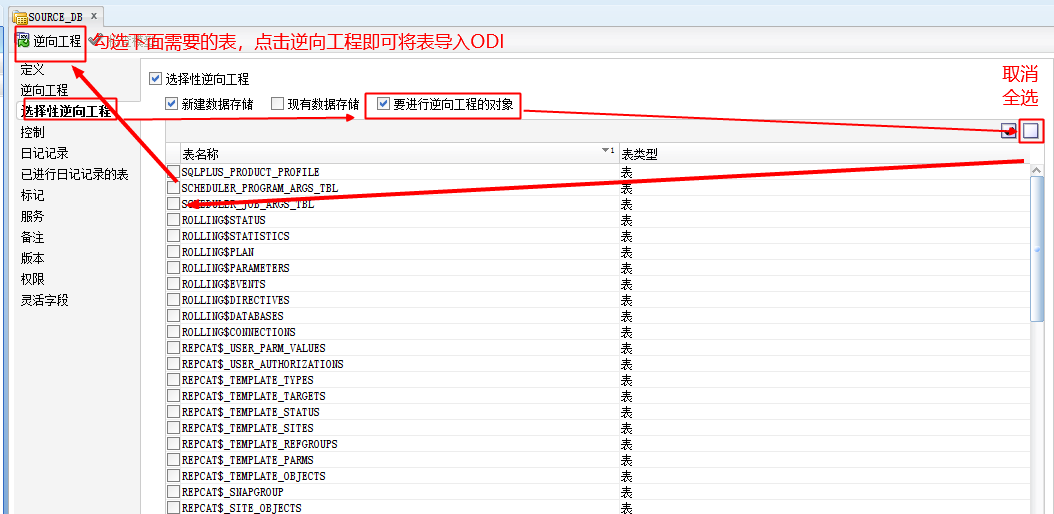 SOURCE_DB x
逆向工程
勾选下面需要的表，点击逆向工程即可将表导入ODI
定义
逆向工程
选择性逆向工程
控制
日记记录
已进行日记记录的表
标记
服务
备注
版本
权限
灵活字段
选择性逆向工程
新建数据存储 现有数据存储 要进行逆向工程的对象
取消
全选
表名称 1 表类型
SQLPLUS_PRODUCT_PROFILE 表
SCHEDULER_PROGRAM_ARGS_TBL 表
SCHEDULER_JOB_ARGS_TBL 表
ROLLING$STATUS 表
ROLLING$STATISTICS 表
ROLLING$PLAN 表
ROLLING$PARAMETERS 表
ROLLING$EVENTS 表
ROLLING$DIRECTIVES 表
ROLLING$DATABASES 表
ROLLING$CONNECTIONS 表
REPCAT$_USER_PARM_VALUES 表
REPCAT$_USER_AUTHORIZATIONS 表
REPCAT$_TEMPLATE_TYPES 表
REPCAT$_TEMPLATE_TARGETS 表
REPCAT$_TEMPLATE_STATUS 表
REPCAT$_TEMPLATE_SITES 表
REPCAT$_TEMPLATE_REFGROUPS 表
REPCAT$_TEMPLATE_PARMS 表
REPCAT$_TEMPLATE_OBJECTS 表
REPCAT$_SNAPGROUP 表
REPCAT$_SITE_OBJECTS 表